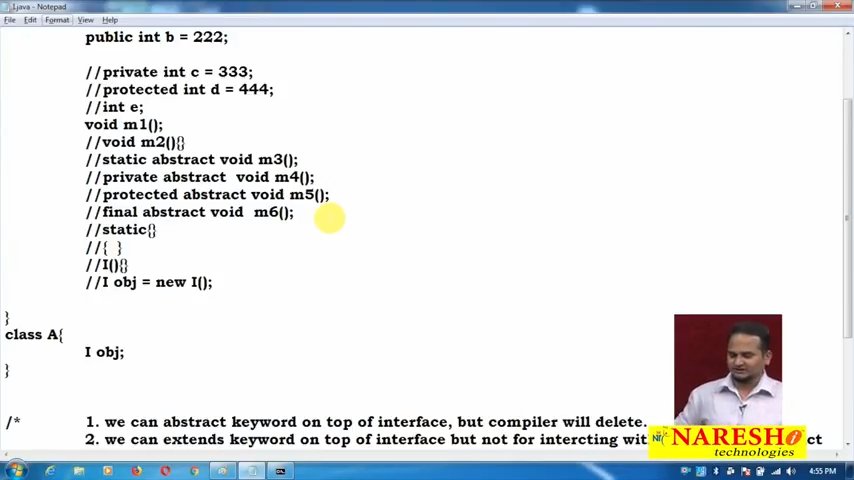 I.java - Notepad
File Edit Format View Help
public int b = 222;
//private int c = 333;
//protected int d = 444;
//int e;
void m1();
//void m2(){}
//static abstract void m3();
//private abstract  void m4();
//protected abstract void m5();
//final abstract void  m6();
//static{}
//{  }
//I(){}
//I obj = new I();
}
class A{
I obj;
}
/* 1. we can abstract keyword on top of interface, but compiler will delete.
2. we can extends keyword on top of interface but not for intercting wit
ct
NARESH i
technologies
4:55 PM